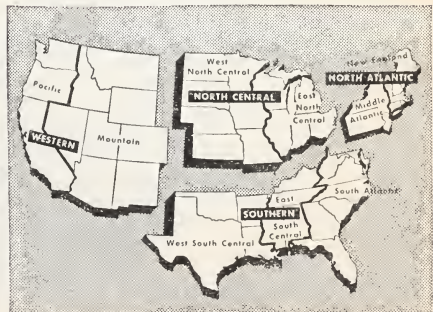 Pacific
WESTERN
Mountain
West
North Central
NORTH CENTRAL
East
North
Central
New England
NORTH ATLANTIC
Middle
Atlantic
South Atlantic
East
SOUTHERN
South
Central
West South Central